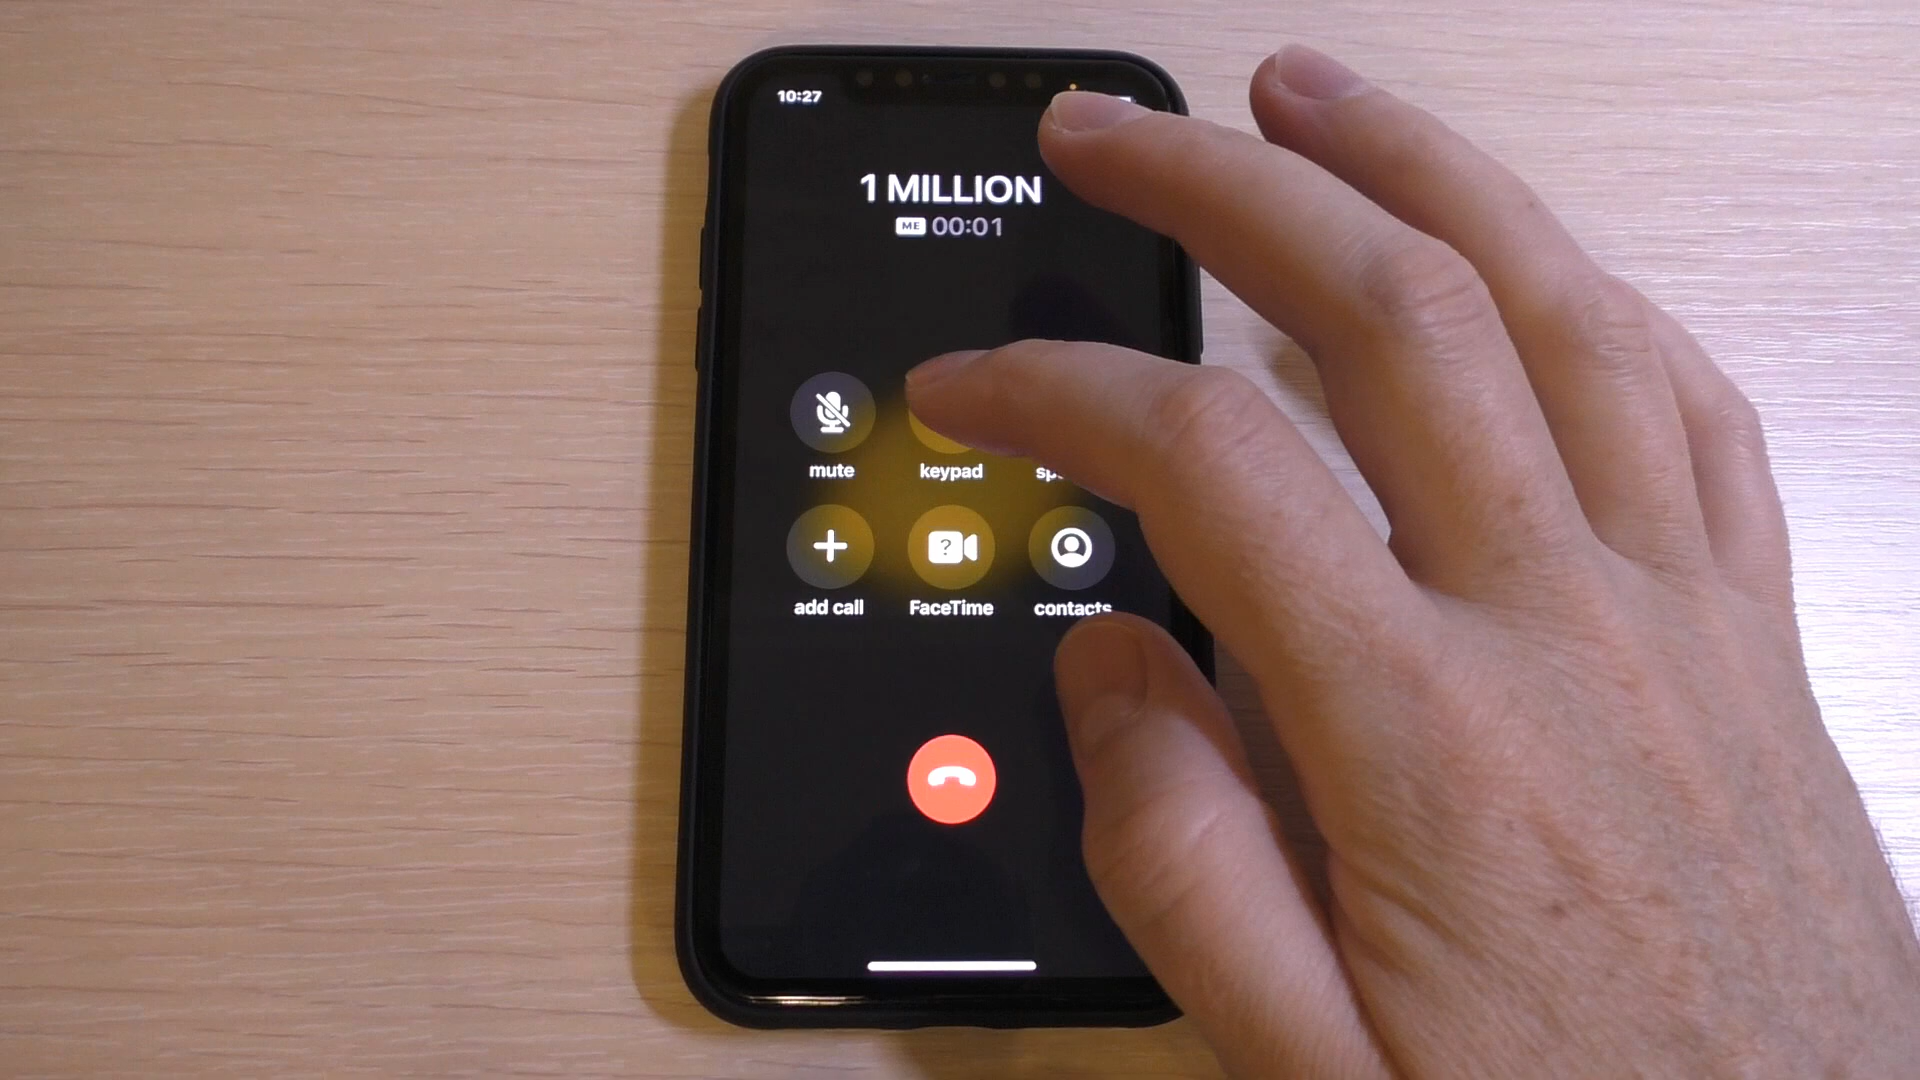 10:27
1 MILLION
ME 00:01
mute
keypad
add call
?
FaceTime
contacts